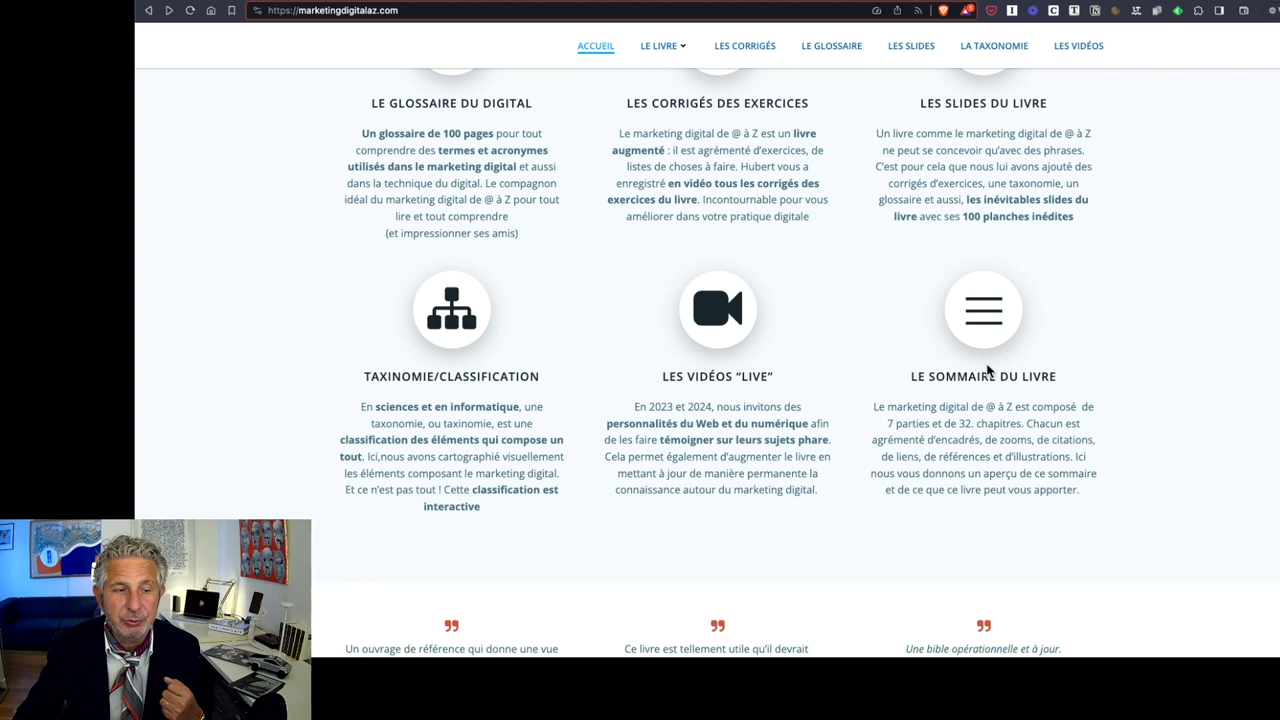 https://marketingdigitalaz.com
ACCUEIL
LE LIVRE
LES CORRIGÉS
LE GLOSSAIRE
LES SLIDES
LA TAXONOMIE
LES VIDÉOS
LE GLOSSAIRE DU DIGITAL
Un glossaire de 100 pages pour tout
comprendre des termes et acronymes
utilisés dans le marketing digital et aussi
dans la technique du digital. Le compagnon
idéal du marketing digital de @ à Z pour tout
lire et tout comprendre
(et impressionner ses amis)
LES CORRIGÉS DES EXERCICES
Le marketing digital de @ à Z est un livre
augmenté : il est agrémenté d'exercices, de
listes de choses à faire. Hubert vous a
enregistré en vidéo tous les corrigés des
exercices du livre. Incontournable pour vous
améliorer dans votre pratique digitale
LES SLIDES DU LIVRE
Un livre comme le marketing digital de @ à Z
ne peut se concevoir qu'avec des phrases.
C'est pour cela que nous lui avons ajouté des
corrigés d'exercices, une taxonomie, un
glossaire et aussi, les inévitables slides du
livre avec ses 100 planches inédites
TAXINOMIE/CLASSIFICATION
En sciences et en informatique, une
taxonomie, ou taxinomie, est une
classification des éléments qui compose un
tout. Ici,nous avons cartographié visuellement
les éléments composant le marketing digital.
Et ce n'est pas tout ! Cette classification est
interactive
LES VIDÉOS “LIVE”
En 2023 et 2024, nous invitons des
personnalités du Web et du numérique afin
de les faire témoigner sur leurs sujets phare.
Cela permet également d'augmenter le livre en
mettant à jour de manière permanente la
connaissance autour du marketing digital.
LE SOMMAIRE DU LIVRE
Le marketing digital de @ à Z est composé de
7 parties et de 32. chapitres. Chacun est
agrémenté d'encadrés, de zooms, de citations,
de liens, de références et d'illustrations. Ici
nous vous donnons un aperçu de ce sommaire
et de ce que ce livre peut vous apporter.
Un ouvrage de référence qui donne une vue
Ce livre est tellement utile qu'il devrait
Une bible opérationnelle et à jour.